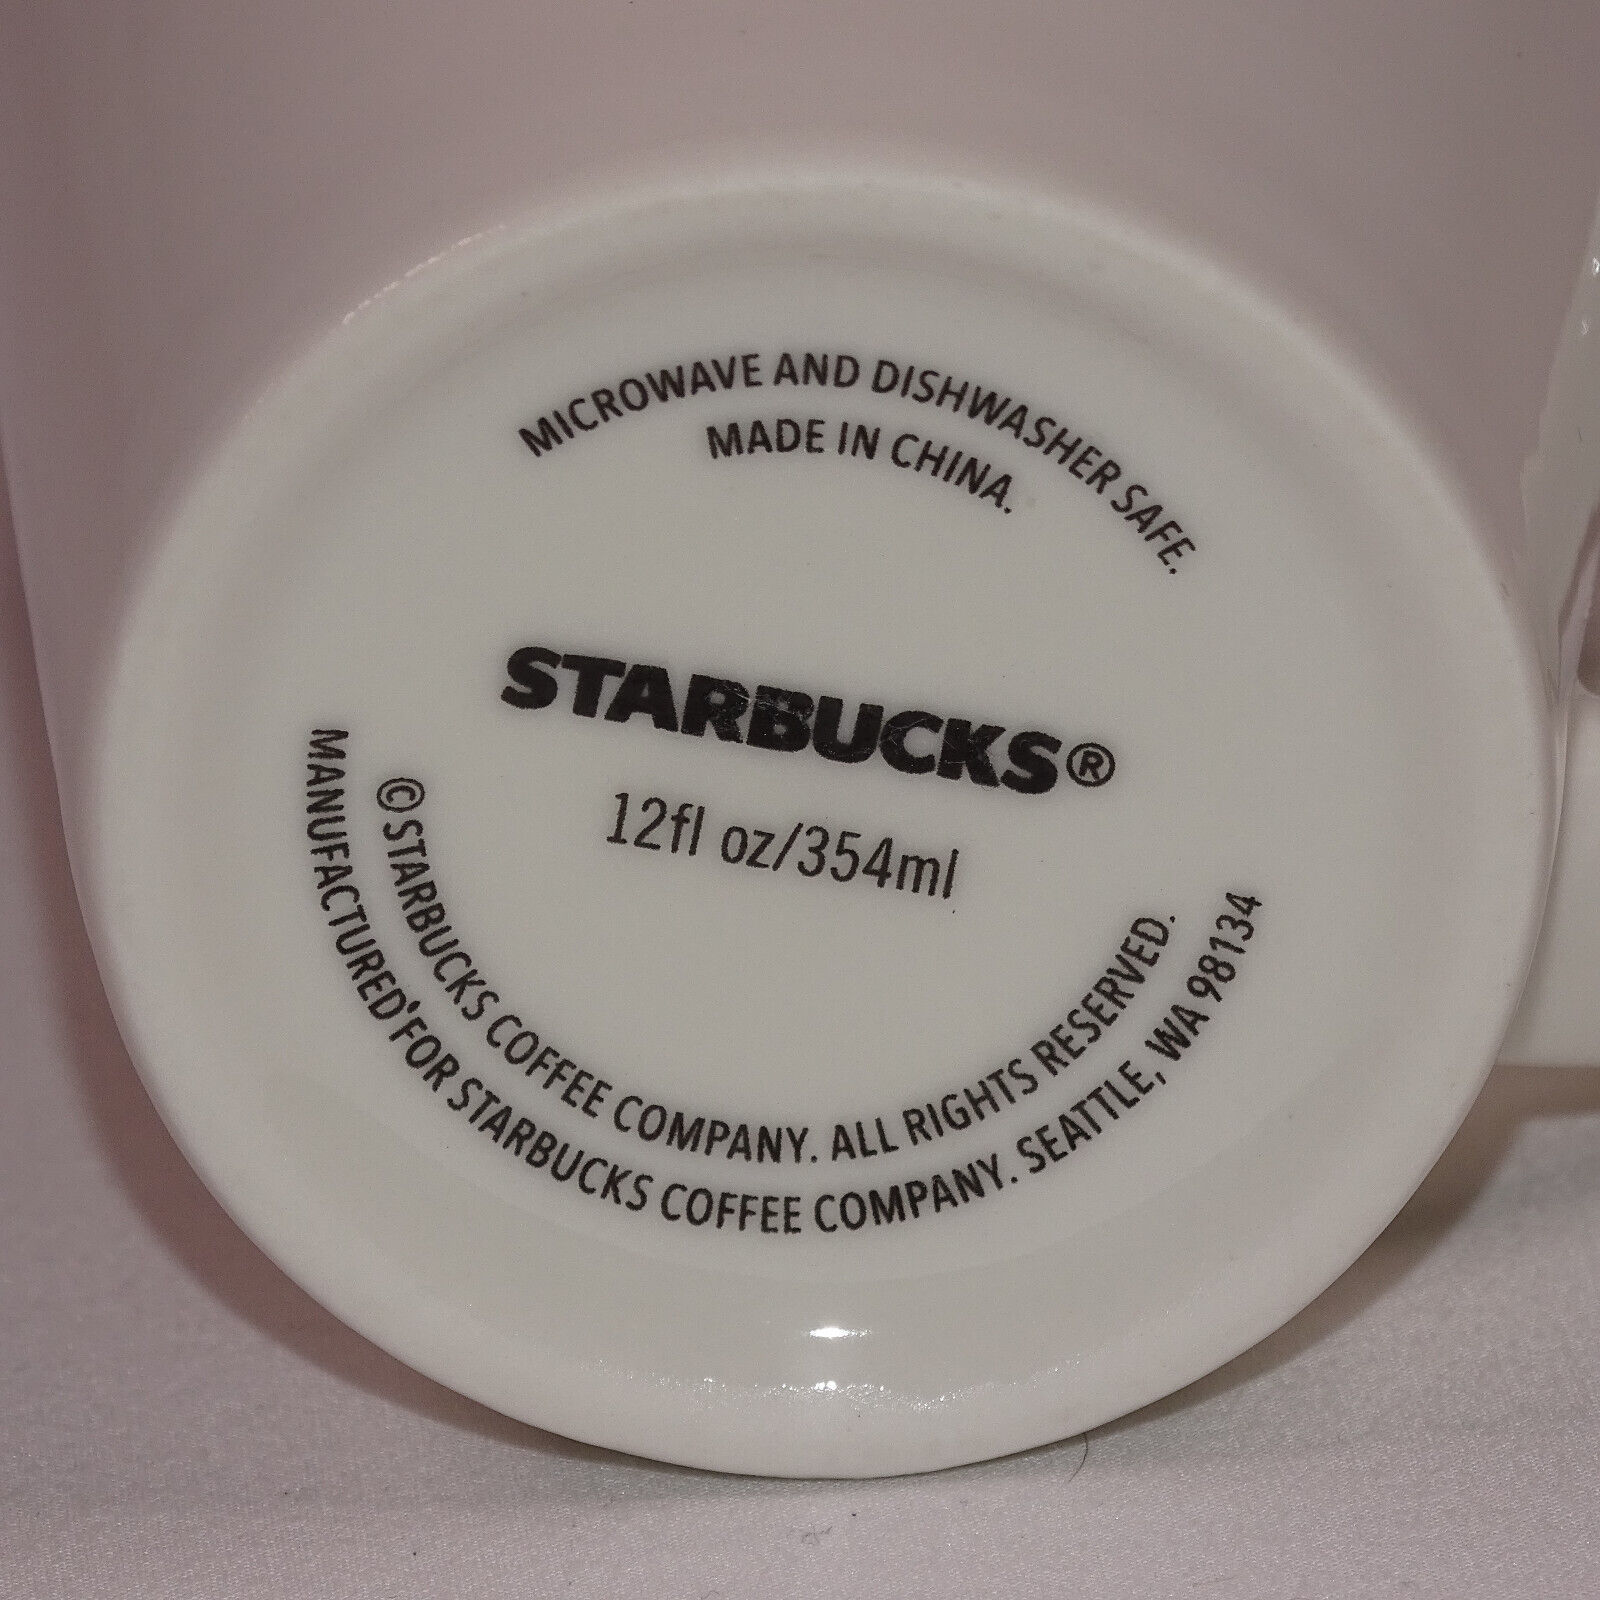 MICROWAVE AND DISHWASHER SAFE.
MADE IN CHINA.
STARBUCKS®
12fl oz/354ml
©STARBUCKS COFFEE COMPANY. ALL RIGHTS RESERVED.
MANUFACTURED FOR STARBUCKS COFFEE COMPANY. SEATTLE, WA 98134